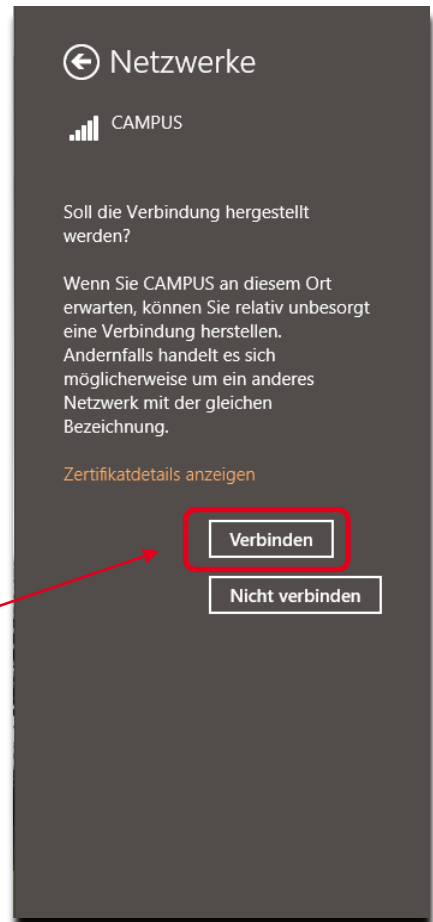 Netzwerke
CAMPUS
Soll die Verbindung hergestellt
werden?
Wenn Sie CAMPUS an diesem Ort
erwarten, können Sie relativ unbesorgt
eine Verbindung herstellen.
Andernfalls handelt es sich
möglicherweise um ein anderes
Netzwerk mit der gleichen
Bezeichnung.
Zertifikatdetails anzeigen
Verbinden
Nicht verbinden